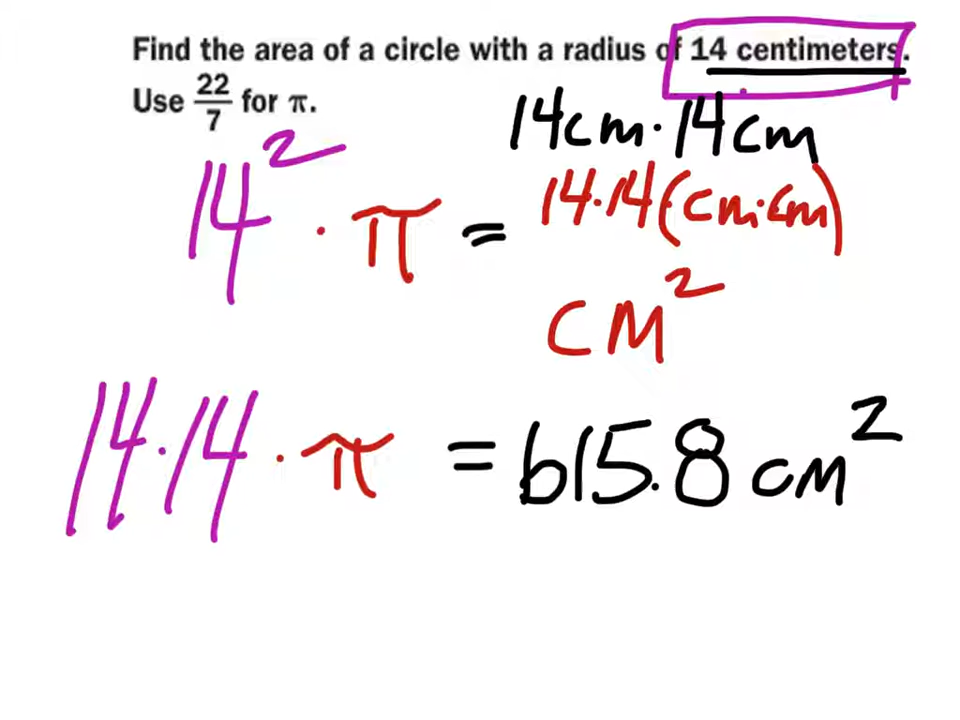 Find the area of a circle with a radius of 14 centimeters.
Use 22/7 for π.
14cm · 14cm
14² · π = 14·14(cm·cm)
cm²
14·14 · π = 615.8 cm²